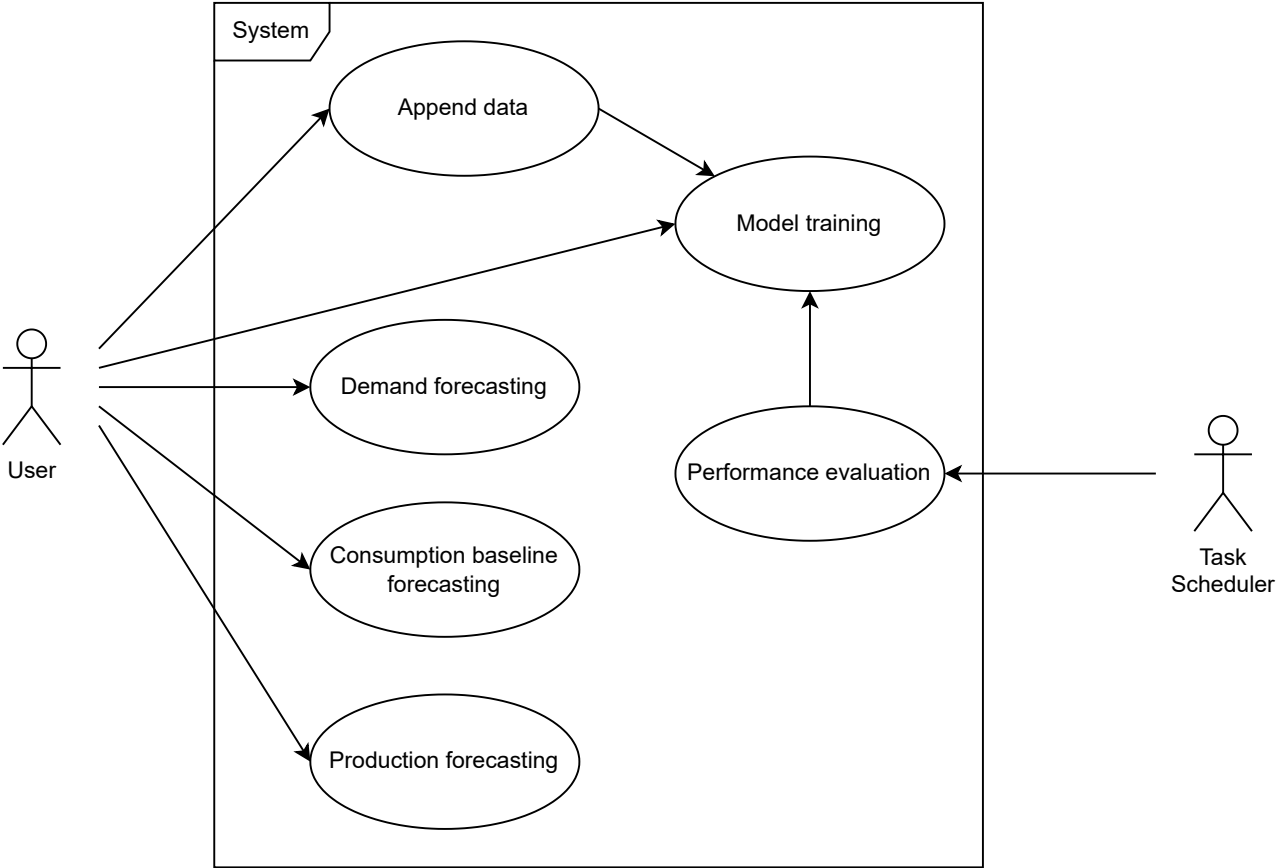 System
Append data
Model training
Demand forecasting
User
Performance evaluation
Consumption baseline
forecasting
Task
Scheduler
Production forecasting